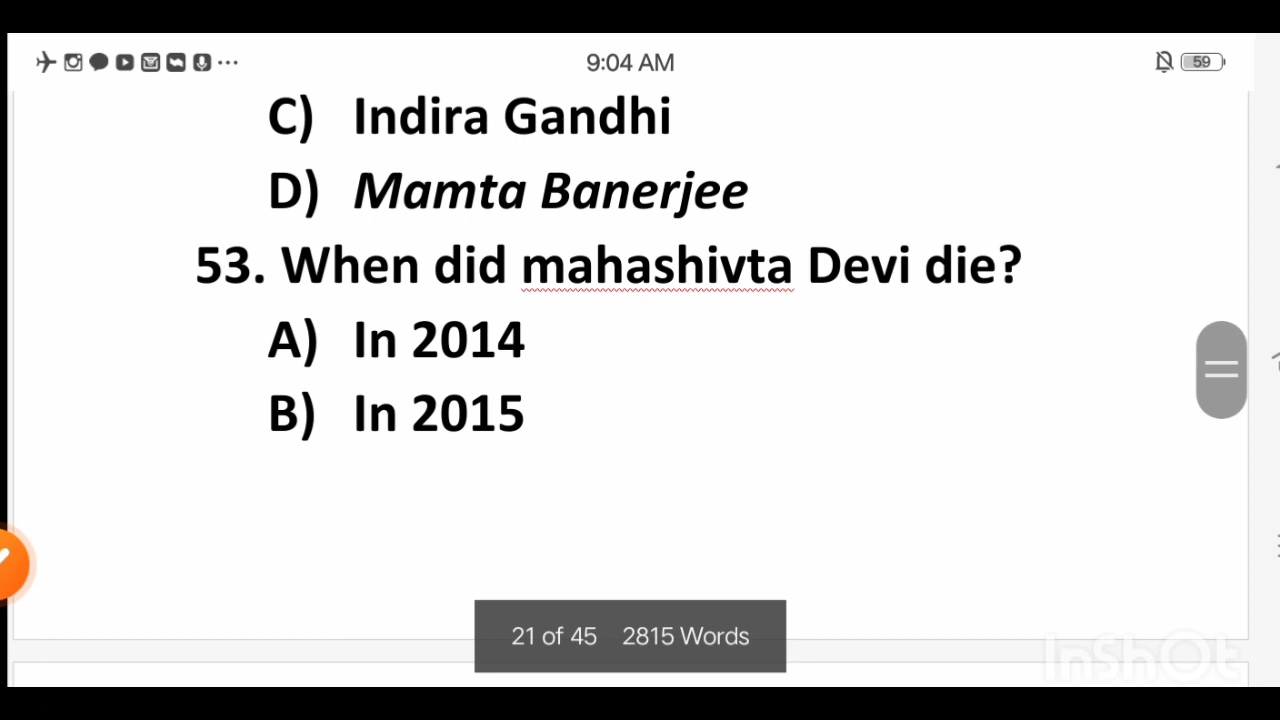 9:04 AM
59
C) Indira Gandhi
D) Mamta Banerjee
53. When did mahashivta Devi die?
A) In 2014
B) In 2015
21 of 45 2815 Words
InShOt